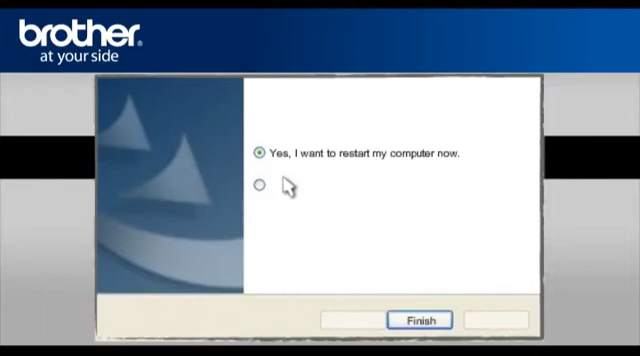 brother
at your side
Yes, I want to restart my computer now.
Finish